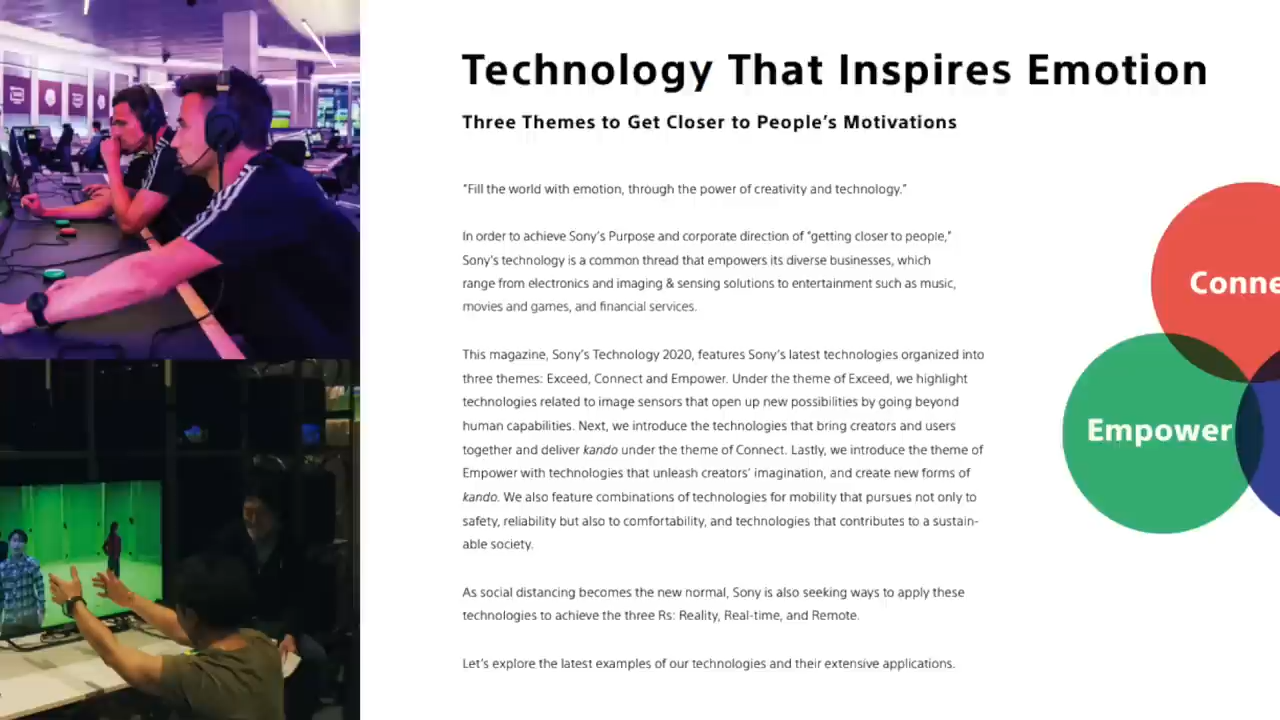 Technology That Inspires Emotion
Three Themes to Get Closer to People's Motivations
“Fill the world with emotion, through the power of creativity and technology.”
In order to achieve Sony's Purpose and corporate direction of “getting closer to people,”
Sony's technology is a common thread that empowers its diverse businesses, which
range from electronics and imaging & sensing solutions to entertainment such as music,
movies and games, and financial services.
This magazine, Sony's Technology 2020, features Sony's latest technologies organized into
three themes: Exceed, Connect and Empower. Under the theme of Exceed, we highlight
technologies related to image sensors that open up new possibilities by going beyond
human capabilities. Next, we introduce the technologies that bring creators and users
together and deliver kando under the theme of Connect. Lastly, we introduce the theme of
Empower with technologies that unleash creators' imagination, and create new forms of
kando. We also feature combinations of technologies for mobility that pursues not only to
safety, reliability but also to comfortability, and technologies that contributes to a sustain-
able society.
As social distancing becomes the new normal, Sony is also seeking ways to apply these
technologies to achieve the three Rs: Reality, Real-time, and Remote.
Let's explore the latest examples of our technologies and their extensive applications.
Conne
Empower